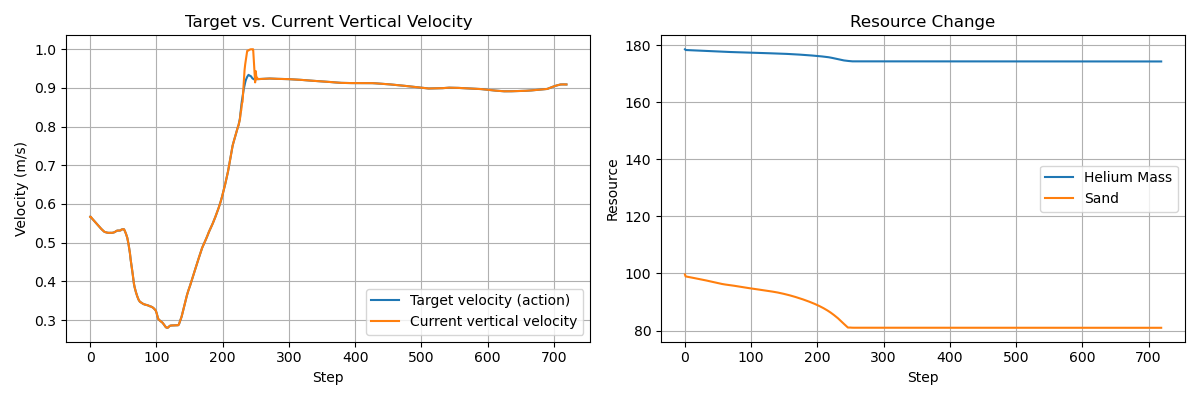 Target vs. Current Vertical Velocity
Velocity (m/s)
1.0
0.9
0.8
0.7
0.6
0.5
0.4
0.3
0 100 200 300 400 500 600 700
Step
Target velocity (action)
Current vertical velocity
Resource Change
Resource
180
160
140
120
100
80
0 100 200 300 400 500 600 700
Step
Helium Mass
Sand